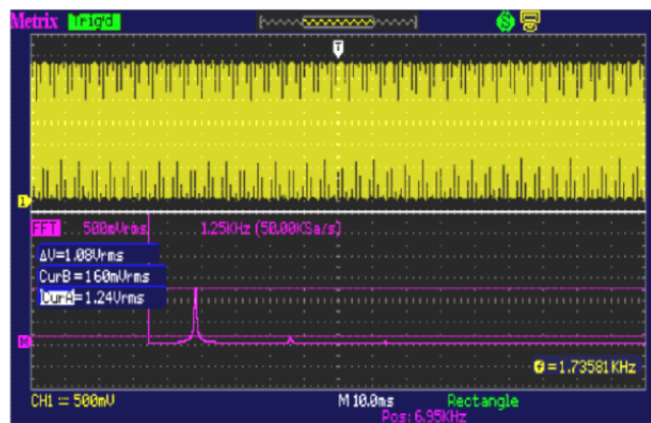 Metrix Trig'd
T
1
FFT 500mVrms 1.25KHz (50.00KSa/s)
ΔV=1.08Vrms
CurB=160mVrms
CurA=1.24Vrms
M
=1.73581KHz
CH1 500mV M 10.0ms Rectangle
Pos: 6.95KHz